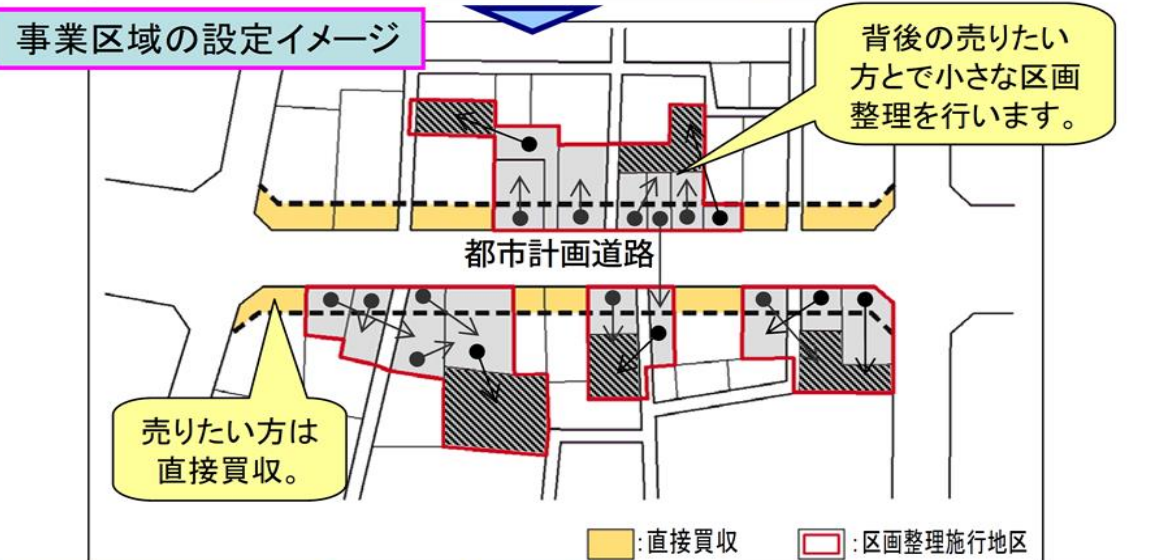 事業区域の設定イメージ
背後の売りたい
方とで小さな区画
整理を行います。
都市計画道路
売りたい方は
直接買収。
:直接買収
:区画整理施行地区